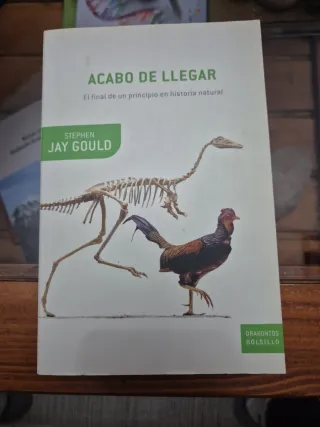 ACABO DE LLEGAR
El final de un principio en historia natural
STEPHEN
JAY GOULD
DRAKONTOS
BOLSILLO